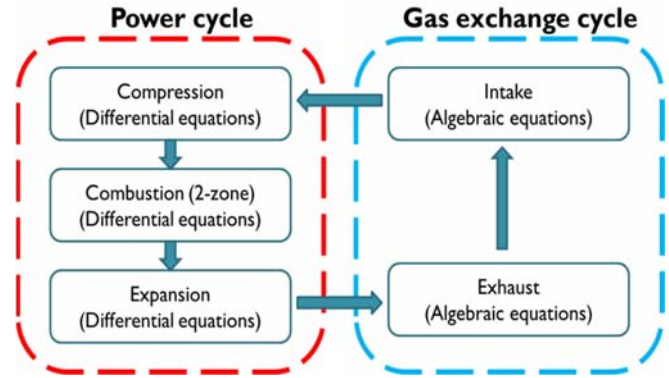 Power cycle
Compression
(Differential equations)
Combustion (2-zone)
(Differential equations)
Expansion
(Differential equations)
Gas exchange cycle
Intake
(Algebraic equations)
Exhaust
(Algebraic equations)